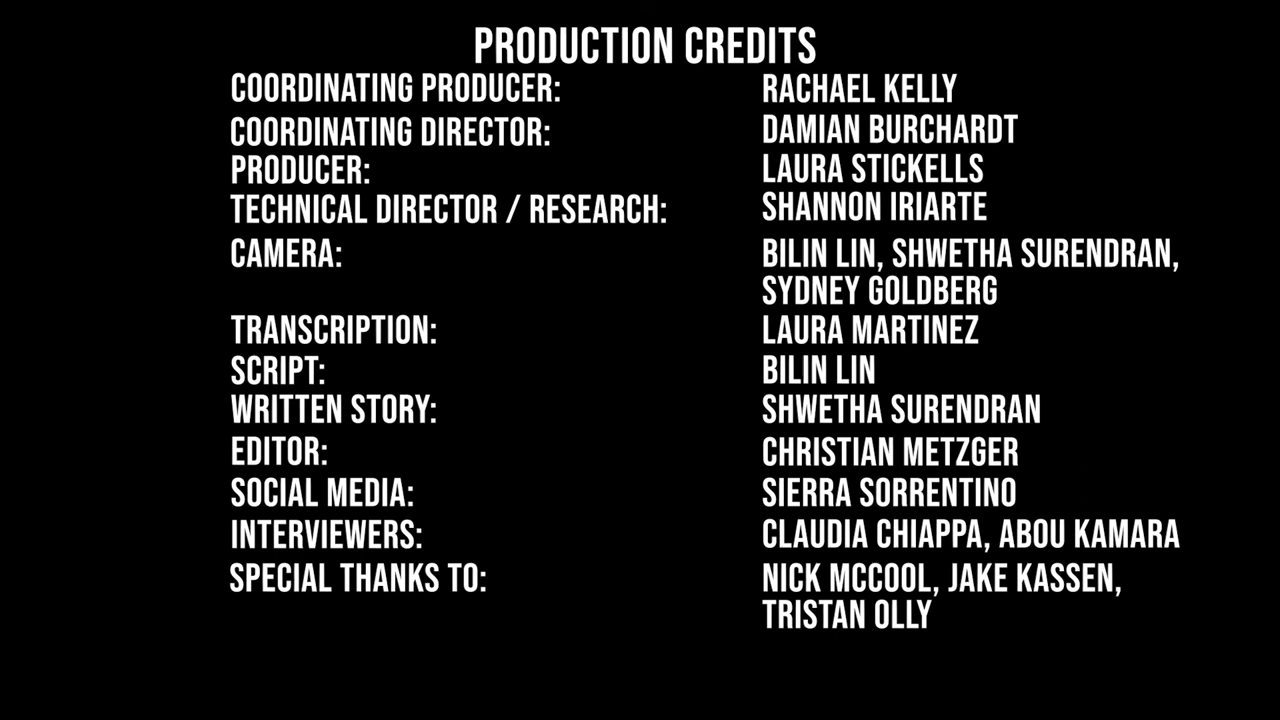 PRODUCTION CREDITS
COORDINATING PRODUCER: RACHAEL KELLY
COORDINATING DIRECTOR: DAMIAN BURCHARDT
PRODUCER: LAURA STICKELLS
TECHNICAL DIRECTOR / RESEARCH: SHANNON IRIARTE
CAMERA: BILIN LIN, SHWETHA SURENDRAN,
SYDNEY GOLDBERG
TRANSCRIPTION: LAURA MARTINEZ
SCRIPT: BILIN LIN
WRITTEN STORY: SHWETHA SURENDRAN
EDITOR: CHRISTIAN METZGER
SOCIAL MEDIA: SIERRA SORRENTINO
INTERVIEWERS: CLAUDIA CHIAPPA, ABOU KAMARA
SPECIAL THANKS TO: NICK MCCOOL, JAKE KASSEN,
TRISTAN OLLY